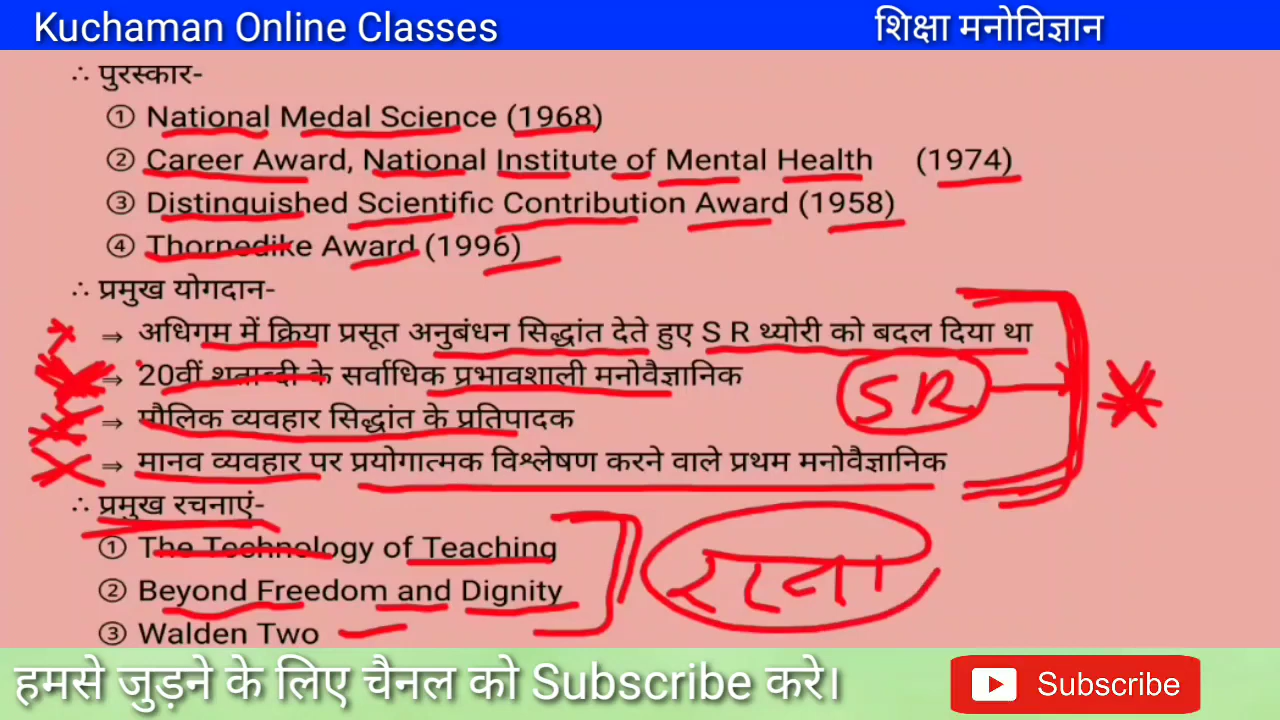 Kuchaman Online Classes शिक्षा मनोविज्ञान
∴ पुरस्कार-
① National Medal Science (1968)
② Career Award, National Institute of Mental Health (1974)
③ Distinguished Scientific Contribution Award (1958)
④ Thornedike Award (1996)
∴ प्रमुख योगदान-
⇒ अधिगम में क्रिया प्रसूत अनुबंधन सिद्धांत देते हुए S R थ्योरी को बदल दिया था
⇒ 20वीं शताब्दी के सर्वाधिक प्रभावशाली मनोवैज्ञानिक
SR
⇒ मौलिक व्यवहार सिद्धांत के प्रतिपादक
⇒ मानव व्यवहार पर प्रयोगात्मक विश्लेषण करने वाले प्रथम मनोवैज्ञानिक
∴ प्रमुख रचनाएं-
① The Technology of Teaching
② Beyond Freedom and Dignity
③ Walden Two
हमसे जुड़ने के लिए चैनल को Subscribe करे।
Subscribe